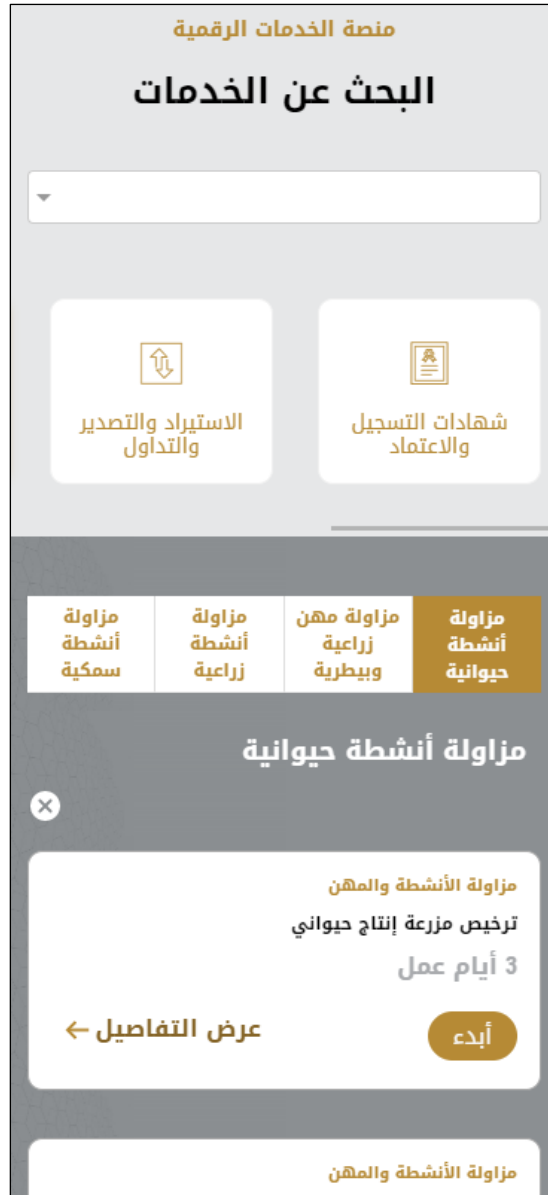 منصة الخدمات الرقمية
البحث عن الخدمات
شهادات التسجيل
والاعتماد
الاستيراد والتصدير
والتداول
مزاولة
أنشطة
حيوانية
مزاولة مهن
زراعية
وبيطرية
مزاولة
أنشطة
زراعية
مزاولة
أنشطة
سمكية
مزاولة أنشطة حيوانية
مزاولة الأنشطة والمهن
ترخيص مزرعة إنتاج حيواني
3 أيام عمل
أبدء
عرض التفاصيل
مزاولة الأنشطة والمهن